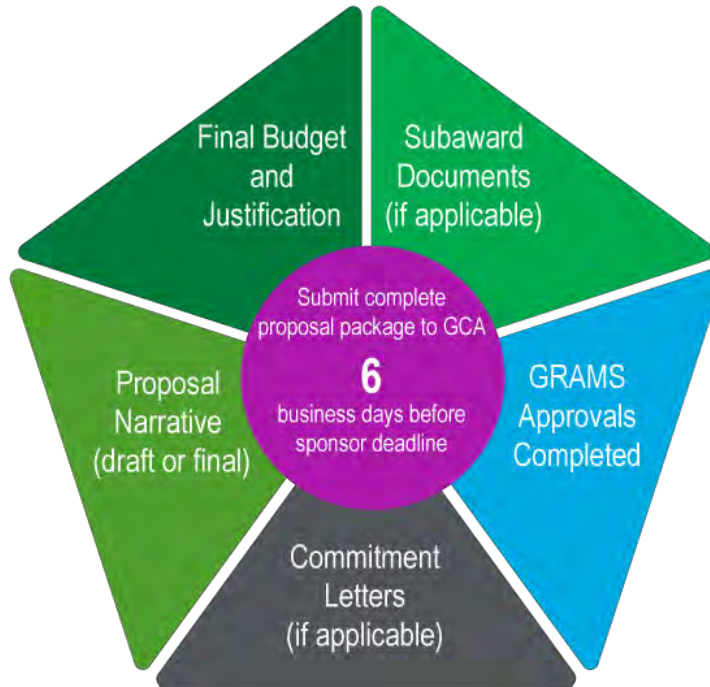 Final Budget
and
Justification
Subaward
Documents
(if applicable)
Submit complete
proposal package to GCA
6
business days before
sponsor deadline
Proposal
Narrative
(draft or final)
GRAMS
Approvals
Completed
Commitment
Letters
(if applicable)